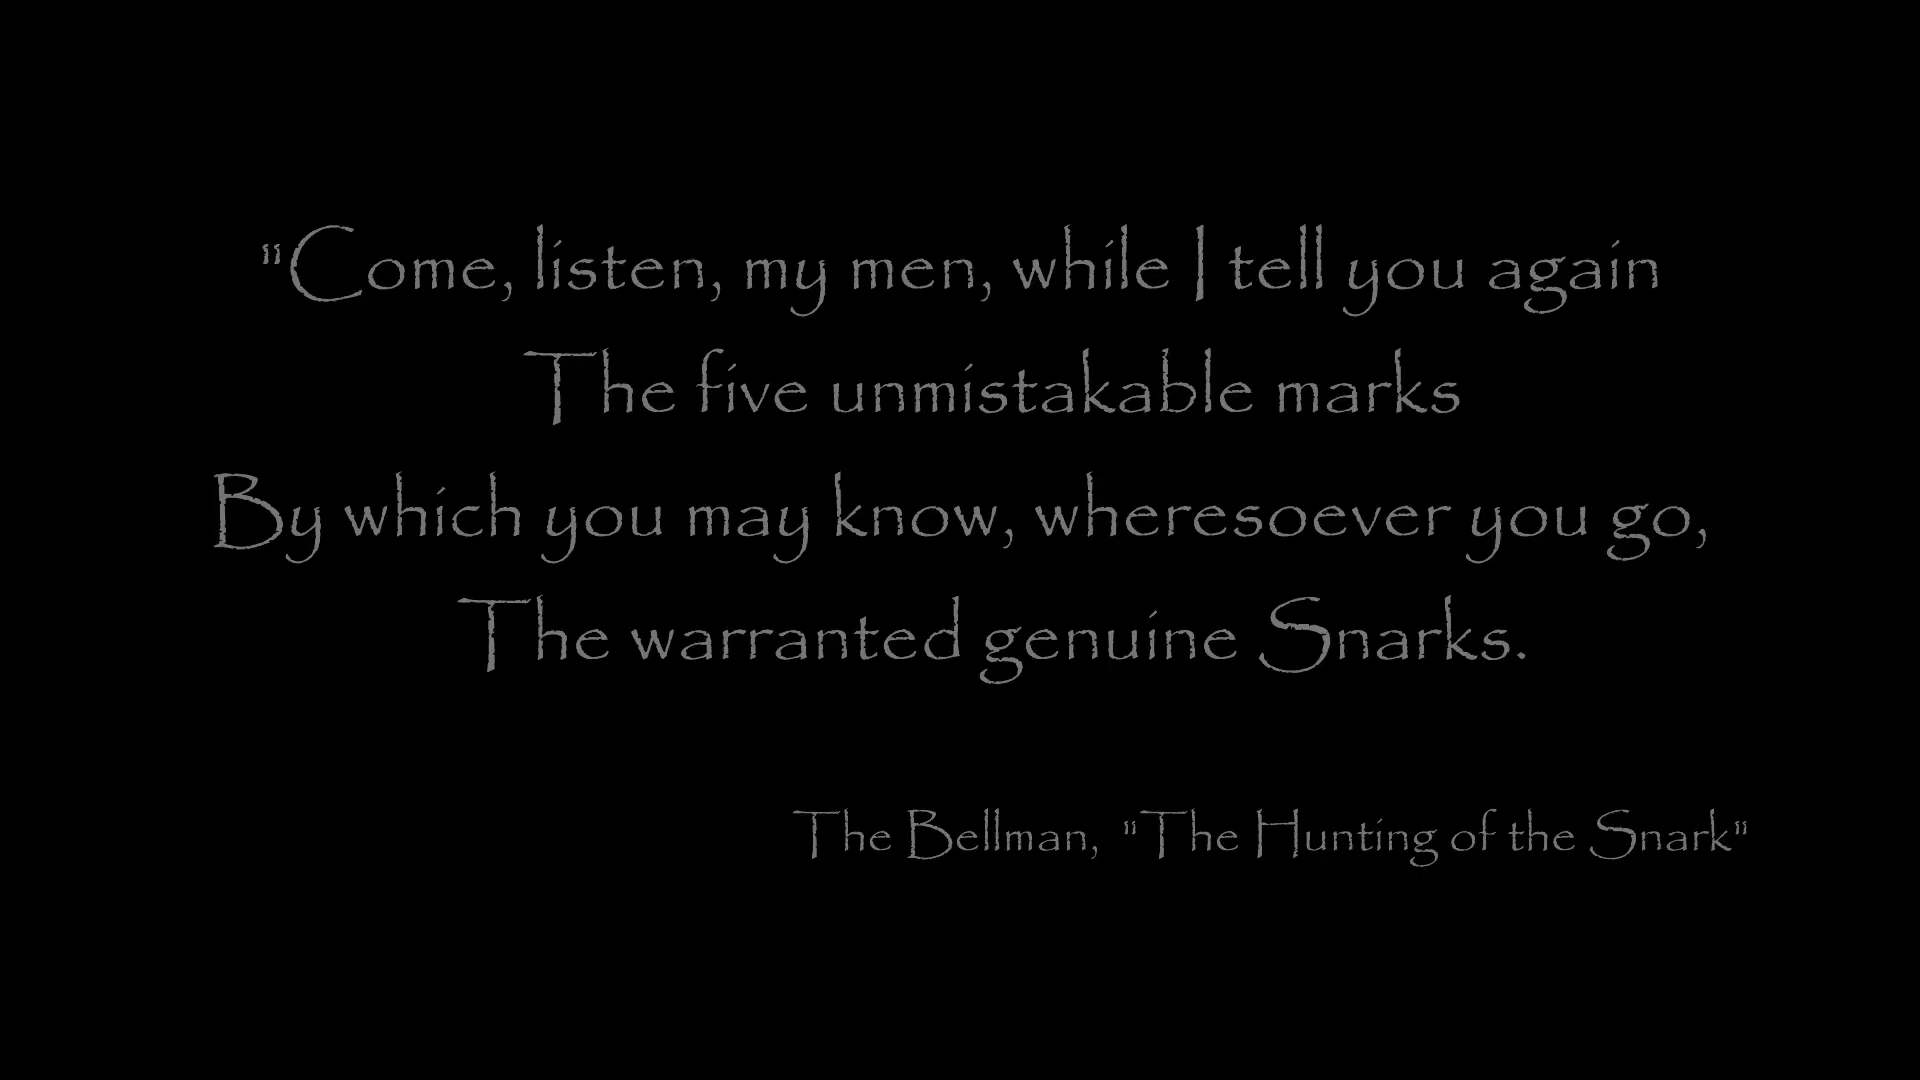 "Come, listen, my men, while I tell you again
The five unmistakable marks
By which you may know, wheresoever you go,
The warranted genuine Snarks.
The Bellman, "The Hunting of the Snark"